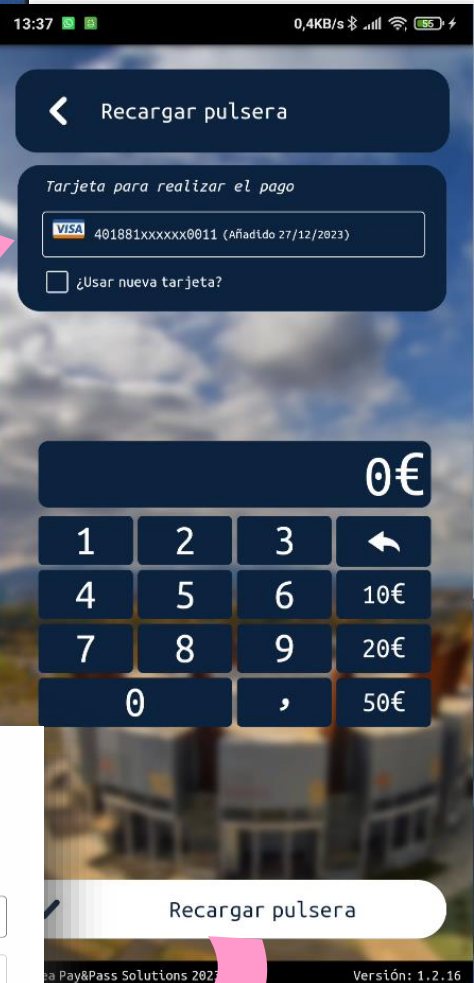 13:37 0,4KB/s 55
Recargar pulsera
Tarjeta para realizar el pago
VISA 401881xxxxxx0011 (Añadido 27/12/2023)
¿Usar nueva tarjeta?
0€
1 2 3
4 5 6 10€
7 8 9 20€
0 , 50€
Recargar pulsera
Pay&Pass Solutions 202 Versión: 1.2.16